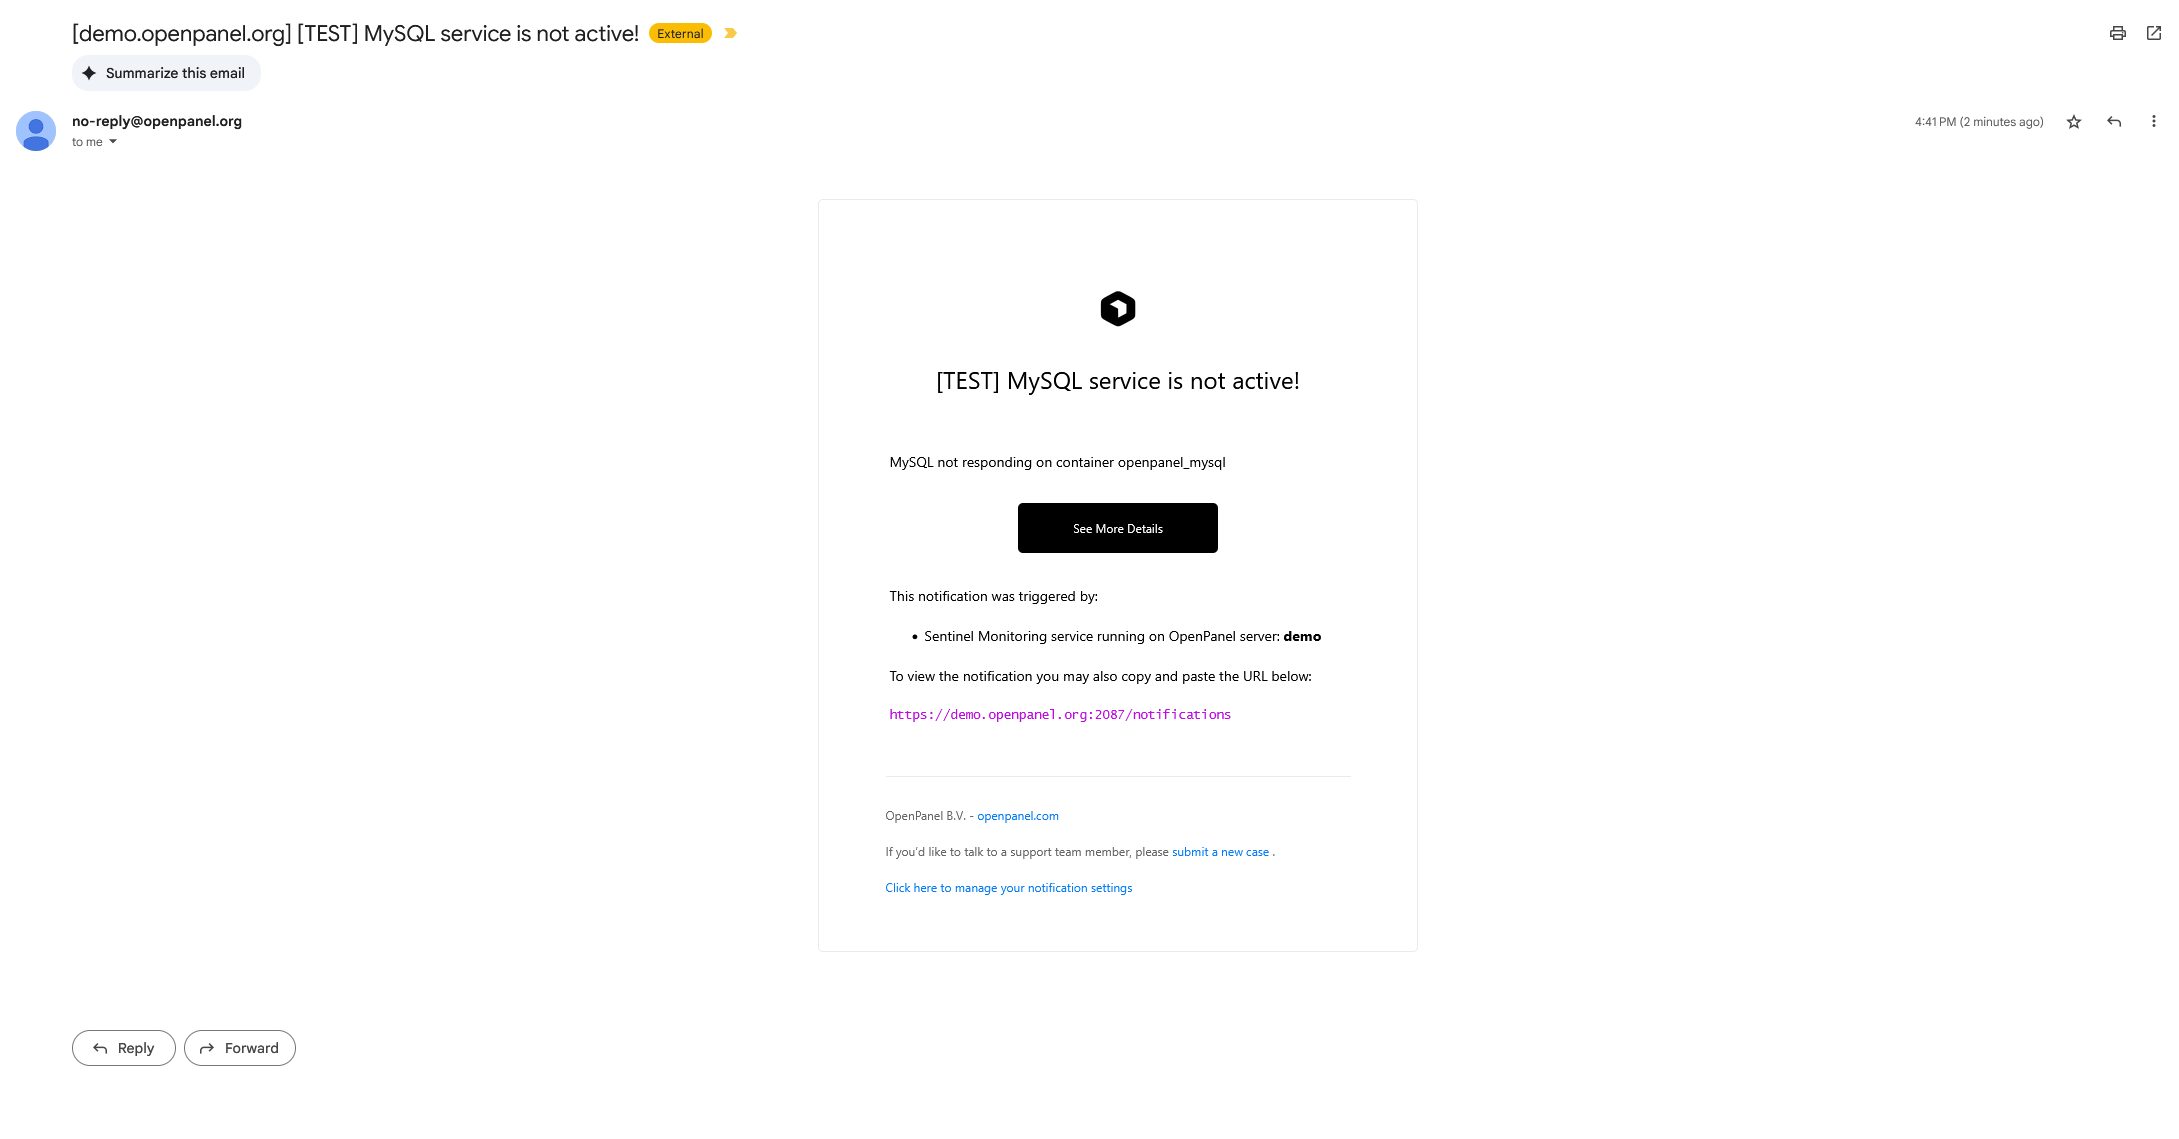 [demo.openpanel.org] [TEST] MySQL service is not active! External
Summarize this email
no-reply@openpanel.org
4:41 PM (2 minutes ago)
to me
[TEST] MySQL service is not active!
MySQL not responding on container openpanel_mysql
See More Details
This notification was triggered by:
• Sentinel Monitoring service running on OpenPanel server: demo
To view the notification you may also copy and paste the URL below:
https://demo.openpanel.org:2087/notifications
OpenPanel B.V. - openpanel.com
If you'd like to talk to a support team member, please submit a new case .
Click here to manage your notification settings
Reply
Forward